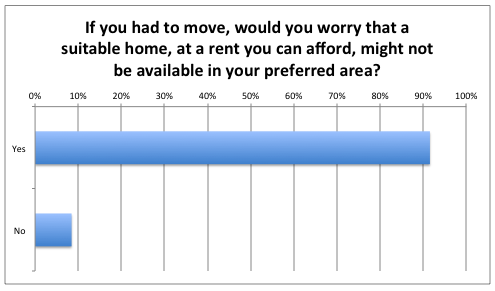 If you had to move, would you worry that a
suitable home, at a rent you can afford, might not
be available in your preferred area?
0% 10% 20% 30% 40% 50% 60% 70% 80% 90% 100%
Yes
No